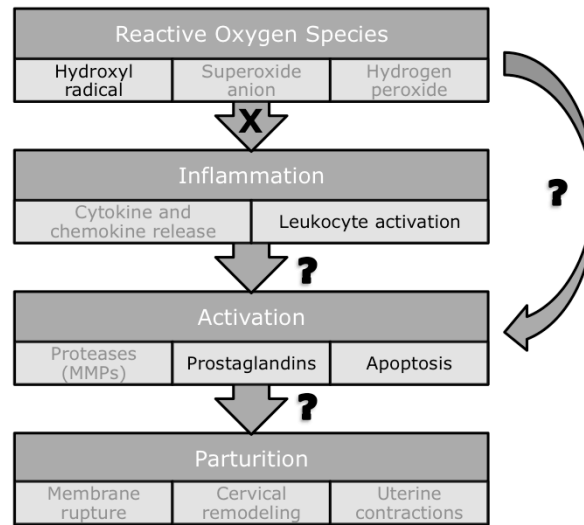 Reactive Oxygen Species
Hydroxyl radical
Superoxide anion
Hydrogen peroxide
X
Inflammation
?
Cytokine and chemokine release
Leukocyte activation
?
Activation
Proteases (MMPs)
Prostaglandins
Apoptosis
?
Parturition
Membrane rupture
Cervical remodeling
Uterine contractions